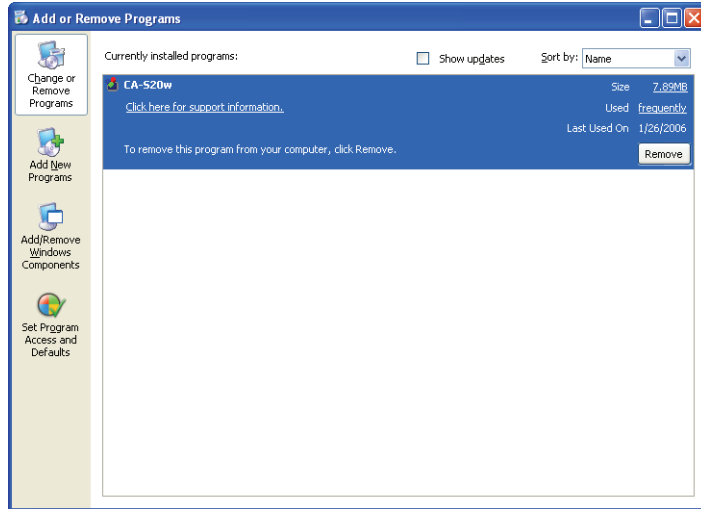 Add or Remove Programs
Change or
Remove
Programs
Add New
Programs
Add/Remove
Windows
Components
Set Program
Access and
Defaults
Currently installed programs:
Show updates
Sort by: Name
CA-S20w
Size 7.89MB
Click here for support information.
Used frequently
Last Used On 1/26/2006
To remove this program from your computer, click Remove.
Remove